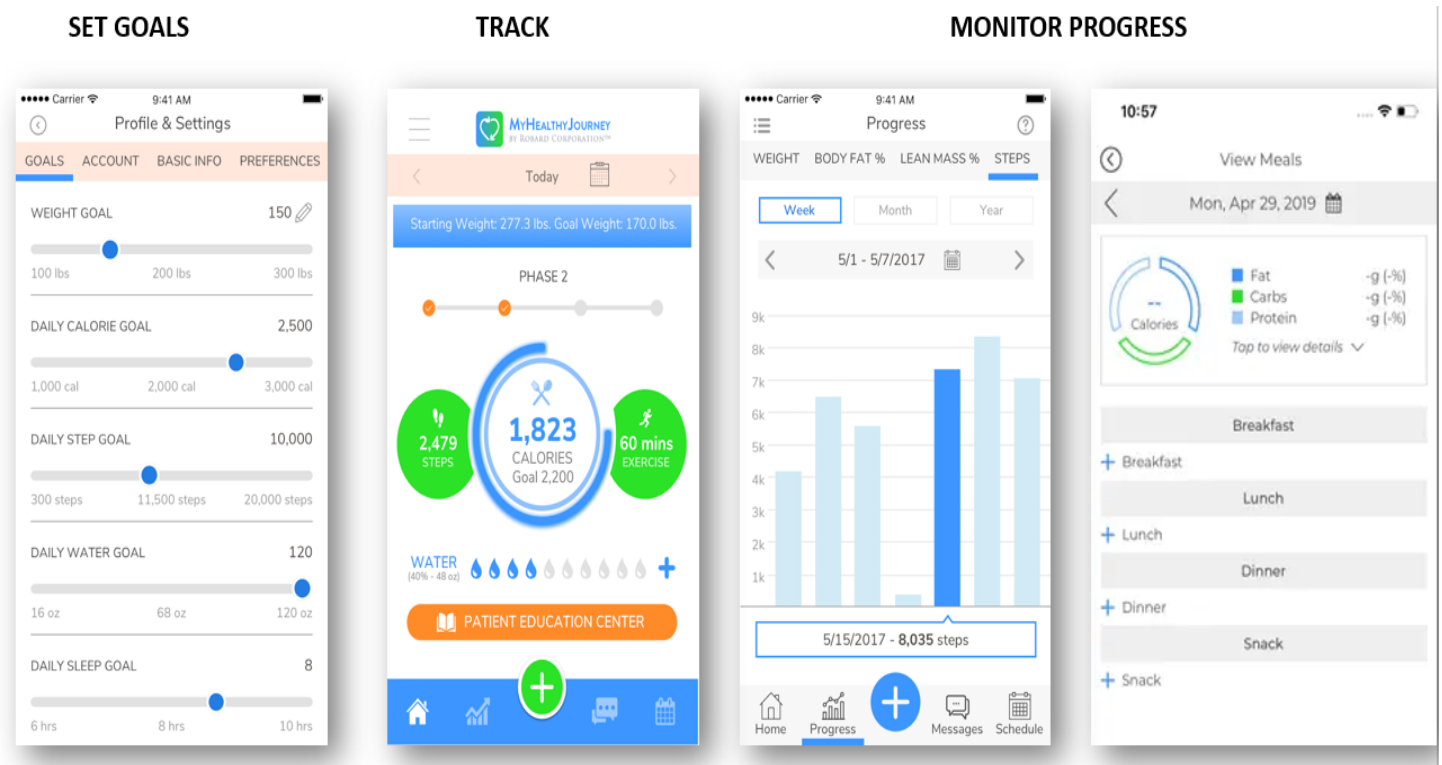 SET GOALS
TRACK
MONITOR PROGRESS
Carrier 9:41 AM
Profile & Settings
GOALS ACCOUNT BASIC INFO PREFERENCES
WEIGHT GOAL 150
100 lbs 200 lbs 300 lbs
DAILY CALORIE GOAL 2,500
1,000 cal 2,000 cal 3,000 cal
DAILY STEP GOAL 10,000
300 steps 11,500 steps 20,000 steps
DAILY WATER GOAL 120
16 oz 68 oz 120 oz
DAILY SLEEP GOAL 8
6 hrs 8 hrs 10 hrs
MYHEALTHYJOURNEY
BY ROBARD CORPORATION™
Today
Starting Weight: 277.3 lbs. Goal Weight: 170.0 lbs.
PHASE 2
2,479
STEPS
1,823
CALORIES
Goal 2,200
60 mins
EXERCISE
WATER
(40% - 48 oz)
PATIENT EDUCATION CENTER
Carrier 9:41 AM
Progress
WEIGHT BODY FAT % LEAN MASS % STEPS
Week Month Year
5/1 - 5/7/2017
9k
8k
7k
6k
5k
4k
3k
2k
1k
5/15/2017 - 8,035 steps
Home Progress Messages Schedule
10:57
View Meals
Mon, Apr 29, 2019
--
Calories
Fat -g (-%)
Carbs -g (-%)
Protein -g (-%)
Tap to view details
Breakfast
+ Breakfast
Lunch
+ Lunch
Dinner
+ Dinner
Snack
+ Snack